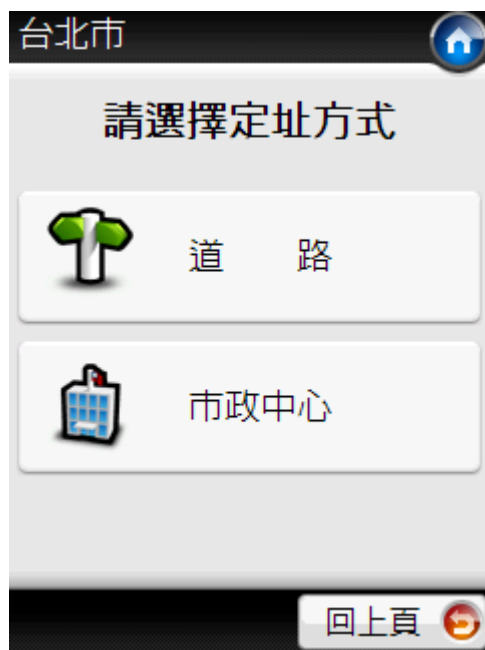 台北市
請選擇定址方式
道　　路
市政中心
回上頁